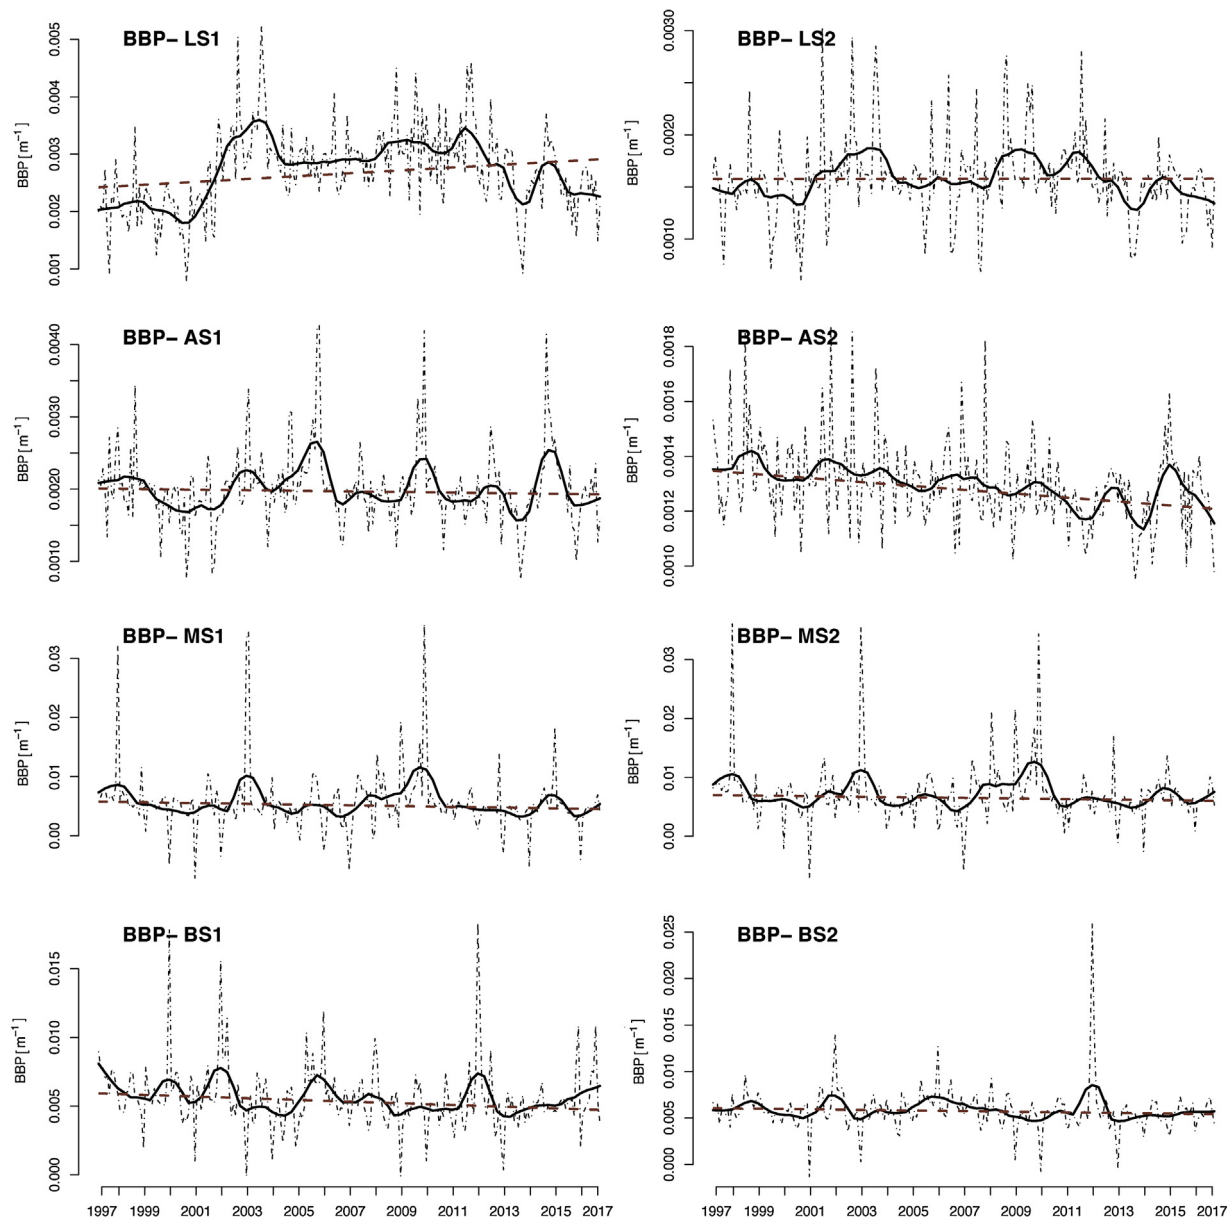 BBP– LS1
BBP [m⁻¹]
0.005
0.004
0.003
0.002
0.001
BBP– LS2
BBP [m⁻¹]
0.0030
0.0020
0.0010
BBP– AS1
BBP [m⁻¹]
0.0040
0.0030
0.0020
0.0010
BBP– AS2
BBP [m⁻¹]
0.0018
0.0016
0.0014
0.0012
0.0010
BBP– MS1
BBP [m⁻¹]
0.03
0.02
0.01
0.00
BBP– MS2
BBP [m⁻¹]
0.03
0.02
0.01
0.00
BBP– BS1
BBP [m⁻¹]
0.015
0.010
0.005
0.000
BBP– BS2
BBP [m⁻¹]
0.025
0.020
0.015
0.010
0.005
0.000
1997 1999 2001 2003 2005 2007 2009 2011 2013 2015 2017
1997 1999 2001 2003 2005 2007 2009 2011 2013 2015 2017